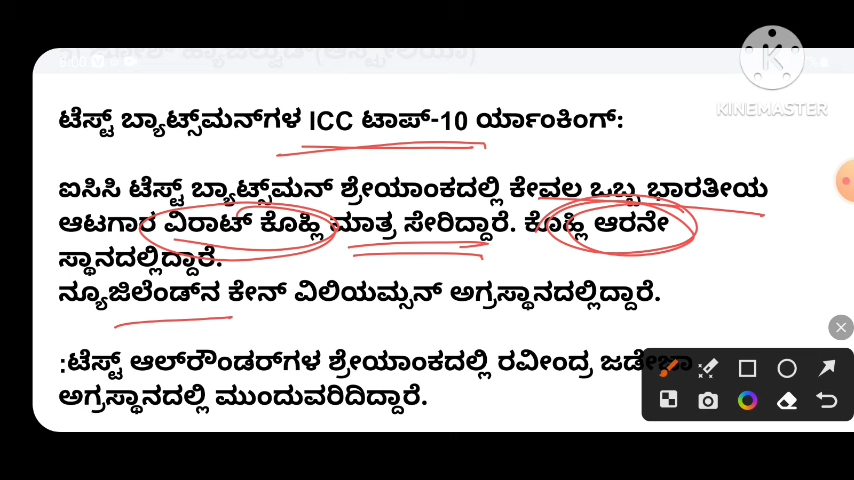 KINEMASTER
ಟೆಸ್ಟ್ ಬ್ಯಾಟ್ಸ್‌ಮನ್‌ಗಳ ICC ಟಾಪ್-10 ರ್ಯಾಂಕಿಂಗ್:
ಐಸಿಸಿ ಟೆಸ್ಟ್ ಬ್ಯಾಟ್ಸ್‌ಮನ್ ಶ್ರೇಯಾಂಕದಲ್ಲಿ ಕೇವಲ ಒಬ್ಬ ಭಾರತೀಯ
ಆಟಗಾರ ವಿರಾಟ್ ಕೊಹ್ಲಿ ಮಾತ್ರ ಸೇರಿದ್ದಾರೆ. ಕೊಹ್ಲಿ ಆರನೇ
ಸ್ಥಾನದಲ್ಲಿದ್ದಾರೆ.
ನ್ಯೂಜಿಲೆಂಡ್‌ನ ಕೇನ್ ವಿಲಿಯಮ್ಸನ್ ಅಗ್ರಸ್ಥಾನದಲ್ಲಿದ್ದಾರೆ.
:ಟೆಸ್ಟ್ ಆಲ್‌ರೌಂಡರ್‌ಗಳ ಶ್ರೇಯಾಂಕದಲ್ಲಿ ರವೀಂದ್ರ ಜಡೇಜಾ
ಅಗ್ರಸ್ಥಾನದಲ್ಲಿ ಮುಂದುವರಿದಿದ್ದಾರೆ.